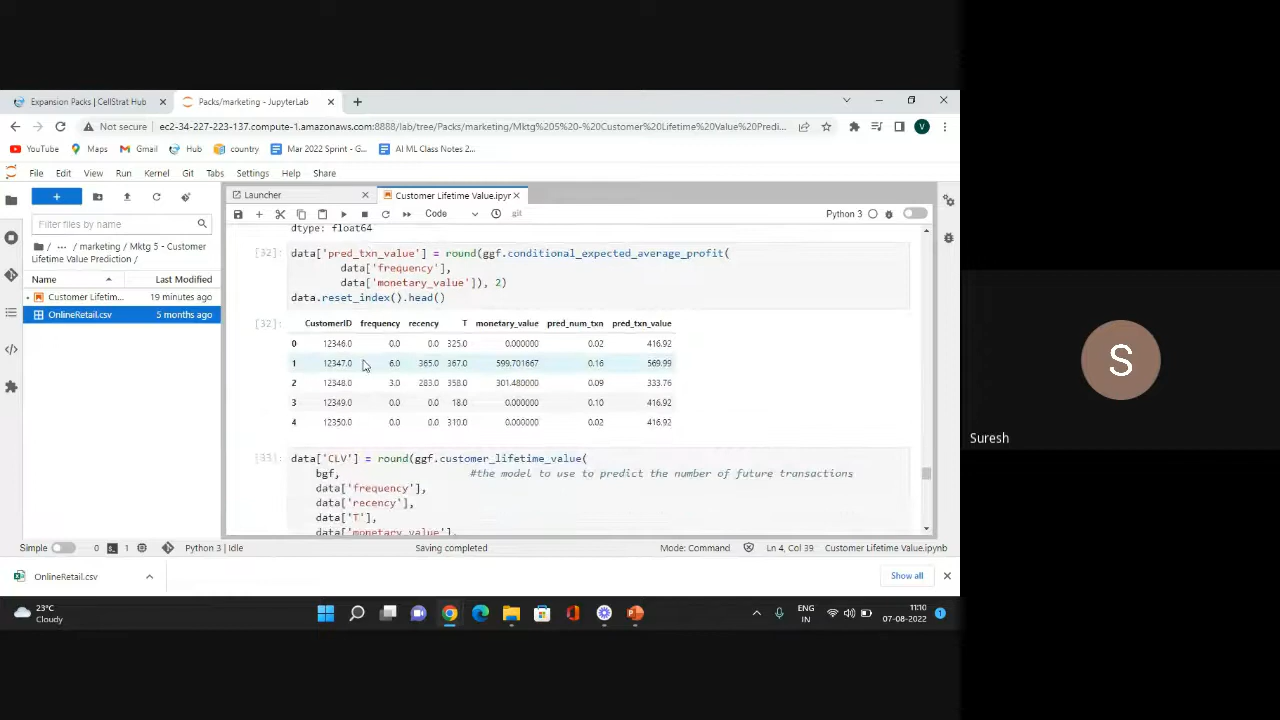 Expansion Packs | CellStrat Hub
Packs/marketing - JupyterLab
Not secure
ec2-34-227-223-137.compute-1.amazonaws.com:8888/lab/tree/Packs/marketing/Mktg%205%20-%20Customer%20Lifetime%20Value%20Predi...
V
YouTube
Maps
Gmail
Hub
country
Mar 2022 Sprint - G...
AI ML Class Notes 2...
File Edit View Run Kernel Git Tabs Settings Help Share
Launcher
Customer Lifetime Value.ipyr
Code
git
Python 3
Filter files by name
/ ... / marketing / Mktg 5 - Customer
Lifetime Value Prediction /
Name Last Modified
Customer Lifetim... 19 minutes ago
OnlineRetail.csv 5 months ago
dtype: float64
[32]: data['pred_txn_value'] = round(ggf.conditional_expected_average_profit(
data['frequency'],
data['monetary_value']), 2)
data.reset_index().head()
[32]: CustomerID frequency recency T monetary_value pred_num_txn pred_txn_value
0 12346.0 0.0 0.0 325.0 0.000000 0.02 416.92
1 12347.0 6.0 365.0 367.0 599.701667 0.16 569.99
2 12348.0 3.0 283.0 358.0 301.480000 0.09 333.76
3 12349.0 0.0 0.0 18.0 0.000000 0.10 416.92
4 12350.0 0.0 0.0 310.0 0.000000 0.02 416.92
[33]: data['CLV'] = round(ggf.customer_lifetime_value(
bgf, #the model to use to predict the number of future transactions
data['frequency'],
data['recency'],
data['T'],
data['monetary_value'],
Simple 0 1 Python 3 | Idle Saving completed Mode: Command Ln 4, Col 39 Customer Lifetime Value.ipynb
OnlineRetail.csv
Show all
23°C
Cloudy
ENG
IN
11:10
07-08-2022
1
S
Suresh